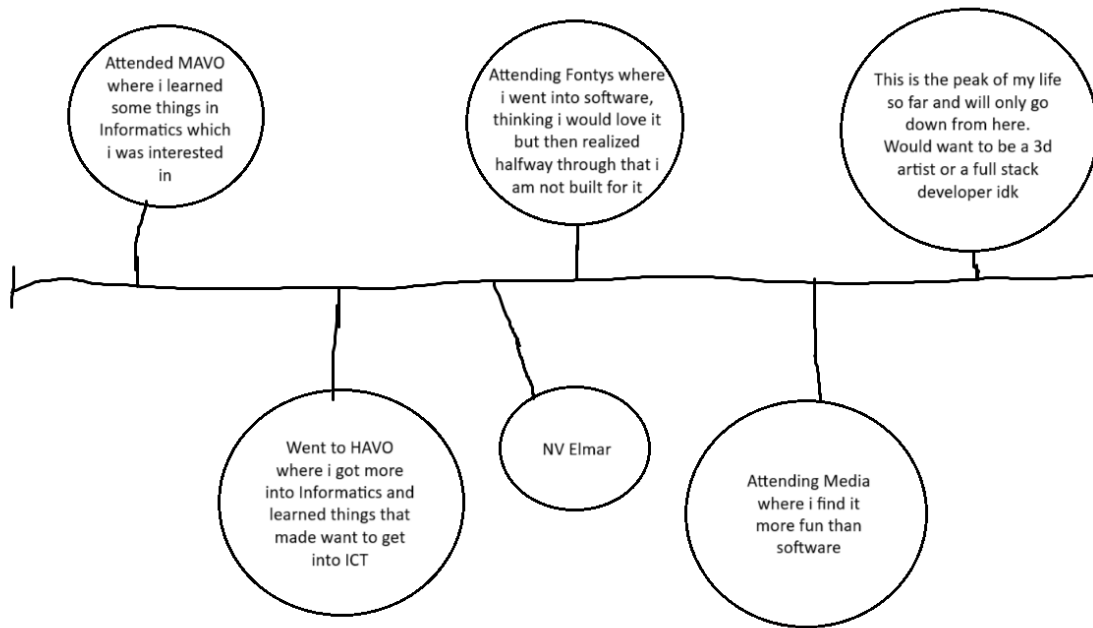 Attended MAVO
where i learned
some things in
Informatics which
i was interested
in
Went to HAVO
where i got more
into Informatics and
learned things that
made want to get
into ICT
NV Elmar
Attending Fontys where
i went into software,
thinking i would love it
but then realized
halfway through that i
am not built for it
Attending Media
where i find it
more fun than
software
This is the peak of my life
so far and will only go
down from here.
Would want to be a 3d
artist or a full stack
developer idk